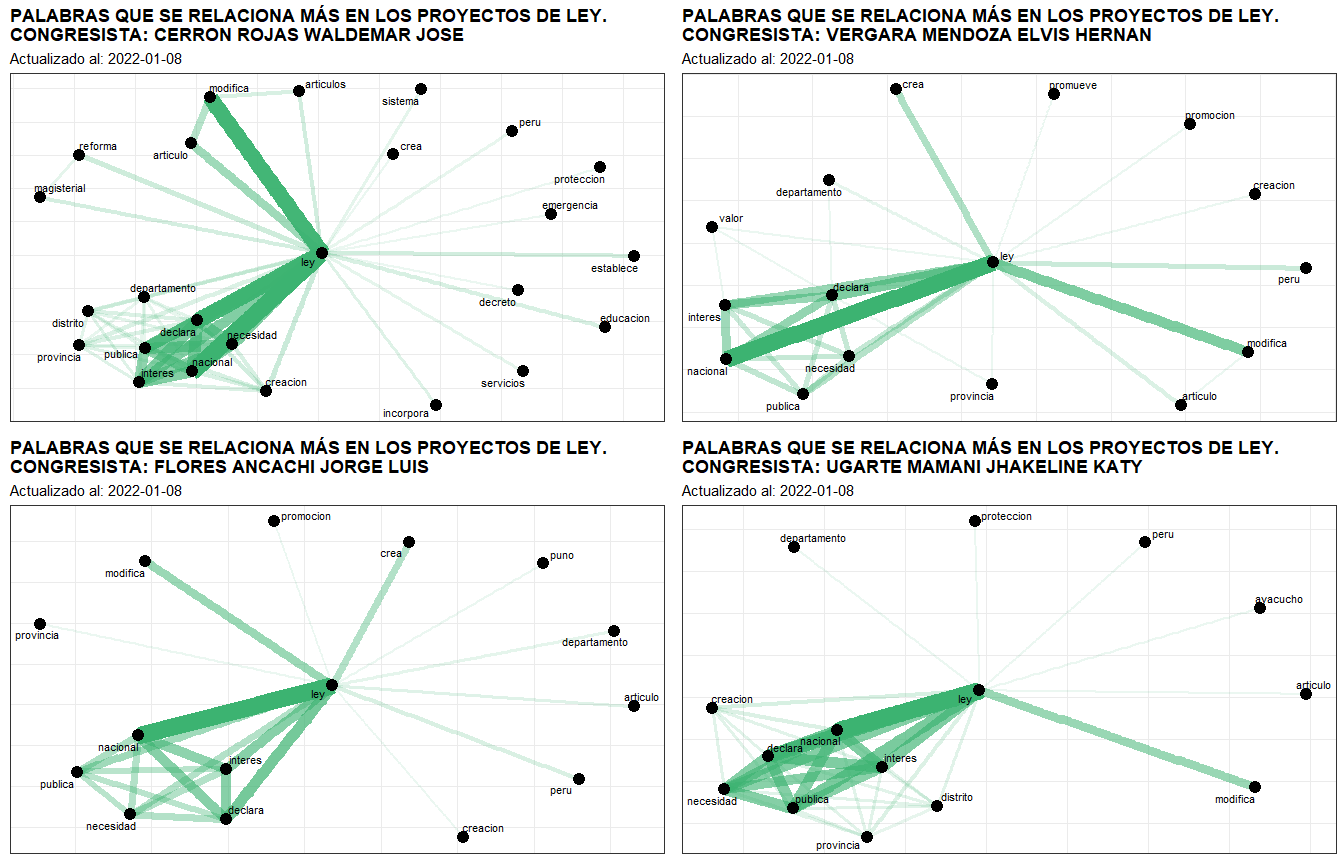 PALABRAS QUE SE RELACIONA MÁS EN LOS PROYECTOS DE LEY.
CONGRESISTA: CERRON ROJAS WALDEMAR JOSE
Actualizado al: 2022-01-08
modifica
articulos
sistema
peru
articulo
crea
reforma
proteccion
magisterial
emergencia
ley
establece
departamento
decreto
distrito
declara
necesidad
educacion
provincia
publica
nacional
interes
creacion
servicios
incorpora
PALABRAS QUE SE RELACIONA MÁS EN LOS PROYECTOS DE LEY.
CONGRESISTA: VERGARA MENDOZA ELVIS HERNAN
Actualizado al: 2022-01-08
crea
promueve
promocion
departamento
creacion
valor
ley
peru
declara
interes
modifica
nacional
necesidad
provincia
articulo
publica
PALABRAS QUE SE RELACIONA MÁS EN LOS PROYECTOS DE LEY.
CONGRESISTA: FLORES ANCACHI JORGE LUIS
Actualizado al: 2022-01-08
promocion
crea
puno
modifica
provincia
departamento
ley
articulo
nacional
interes
publica
peru
declara
necesidad
creacion
PALABRAS QUE SE RELACIONA MÁS EN LOS PROYECTOS DE LEY.
CONGRESISTA: UGARTE MAMANI JHAKELINE KATY
Actualizado al: 2022-01-08
proteccion
departamento
peru
ayacucho
articulo
creacion
ley
nacional
declara
interes
necesidad
publica
distrito
modifica
provincia